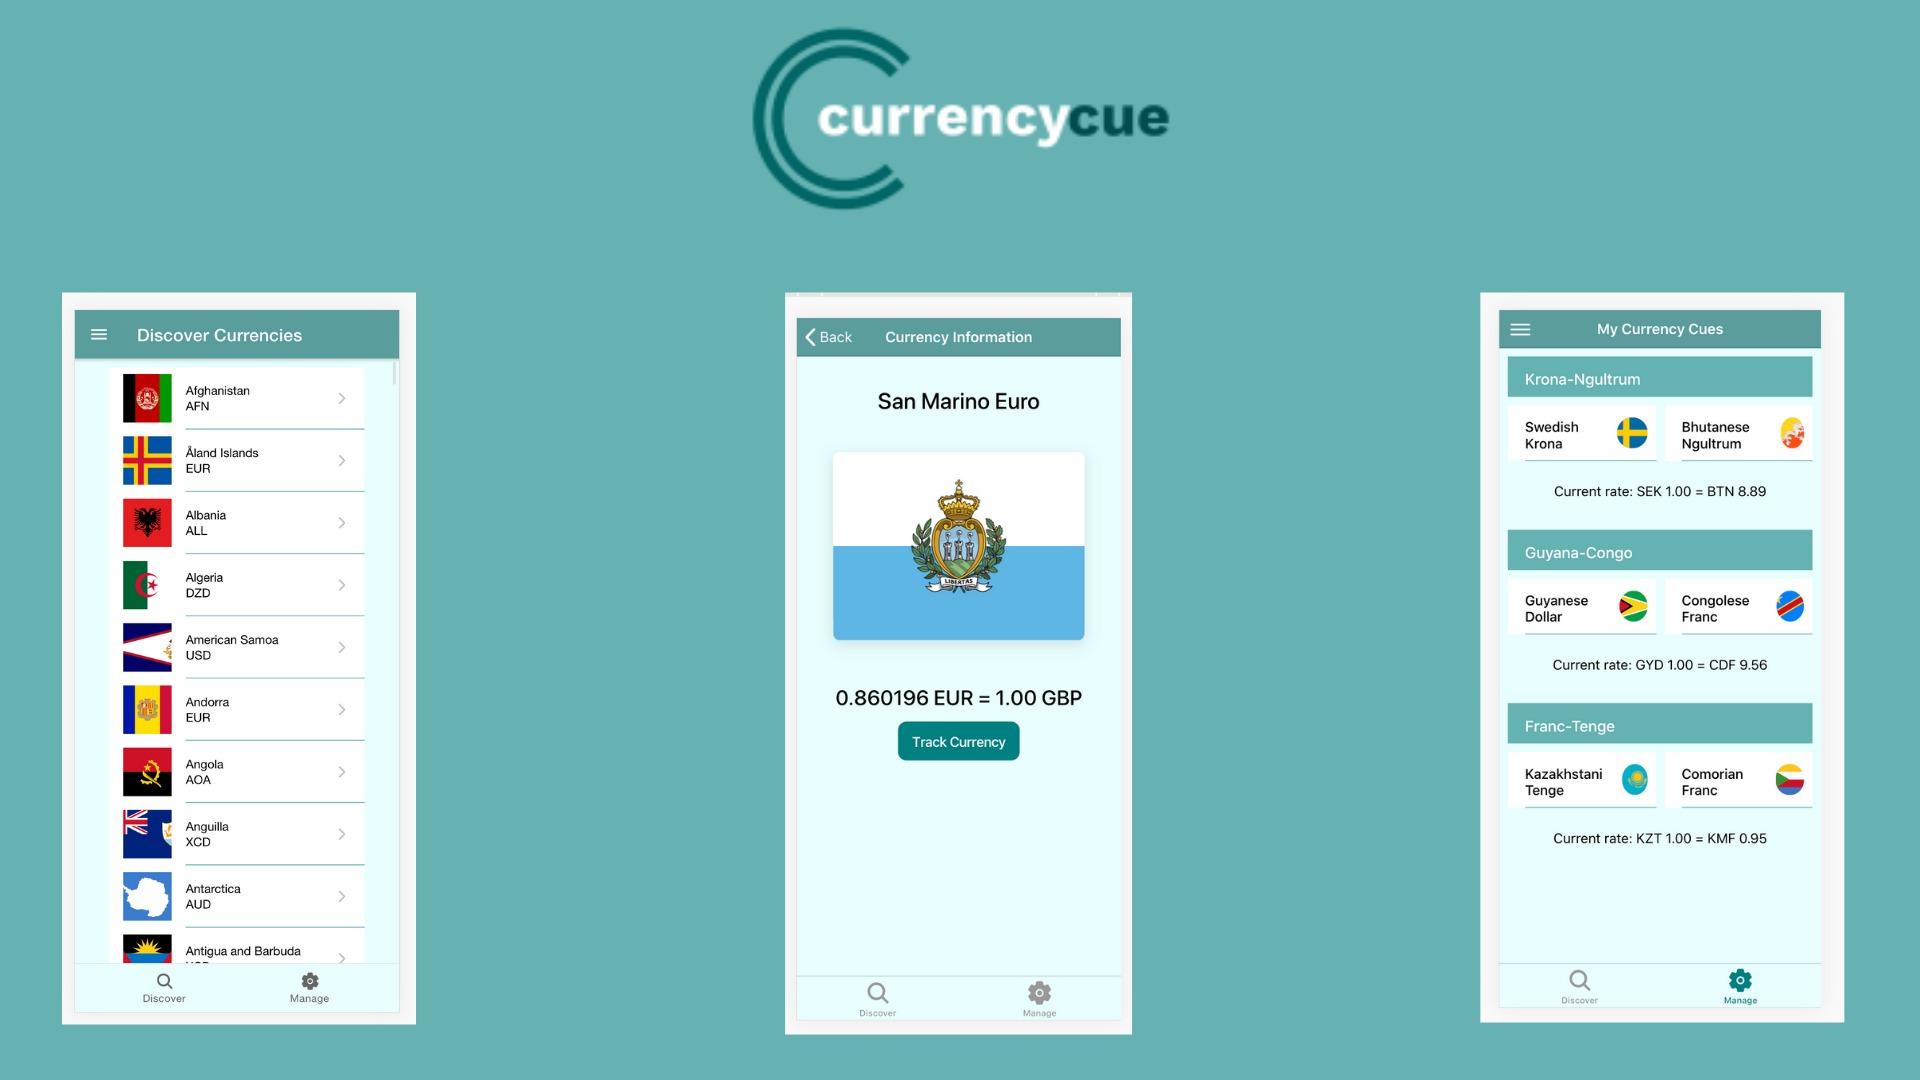 currencycue
Discover Currencies
Afghanistan
AFN
Åland Islands
EUR
Albania
ALL
Algeria
DZD
American Samoa
USD
Andorra
EUR
Angola
AOA
Anguilla
XCD
Antarctica
AUD
Antigua and Barbuda
Discover
Manage
Back
Currency Information
San Marino Euro
LIBERTAS
0.860196 EUR = 1.00 GBP
Track Currency
Discover
Manage
My Currency Cues
Krona-Ngultrum
Swedish
Krona
Bhutanese
Ngultrum
Current rate: SEK 1.00 = BTN 8.89
Guyana-Congo
Guyanese
Dollar
Congolese
Franc
Current rate: GYD 1.00 = CDF 9.56
Franc-Tenge
Kazakhstani
Tenge
Comorian
Franc
Current rate: KZT 1.00 = KMF 0.95
Discover
Manage